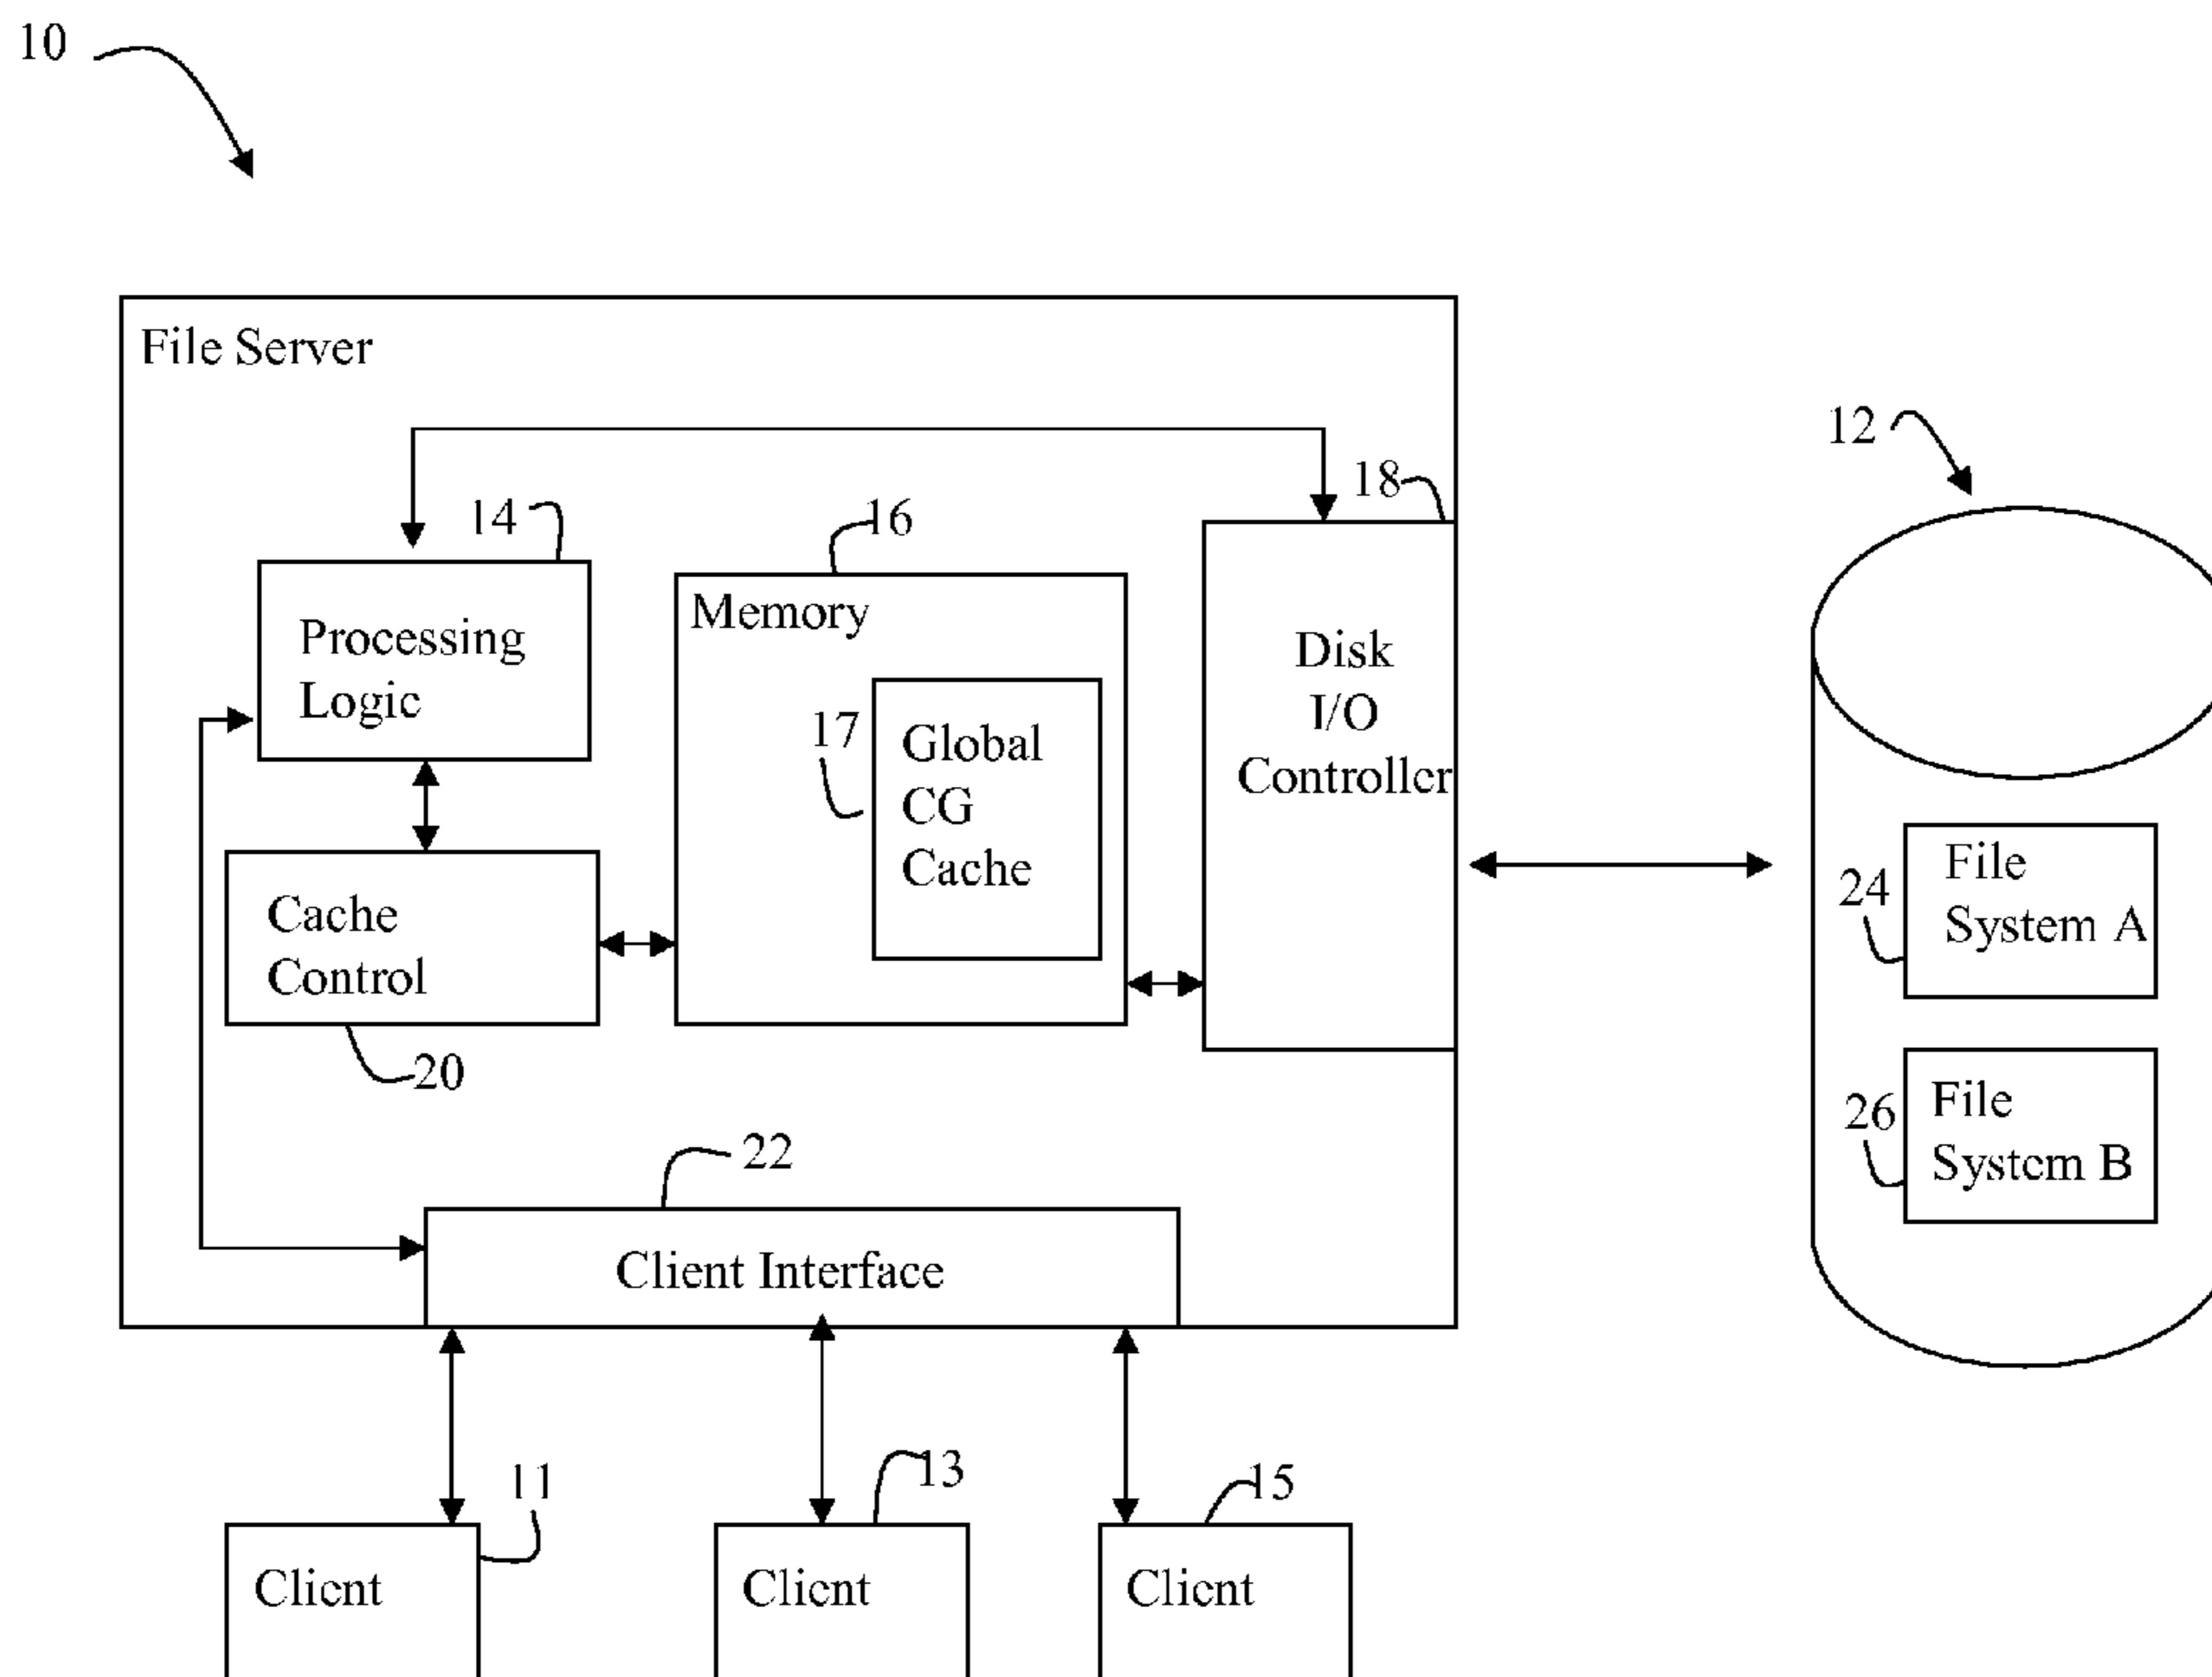 10
File Server
12
18
14
16
Processing
Logic
Memory
Disk
I/O
Controller
17
Global
CG
Cache
24
File
System A
Cache
Control
20
26
File
System B
22
Client Interface
11
13
15
Client
Client
Client